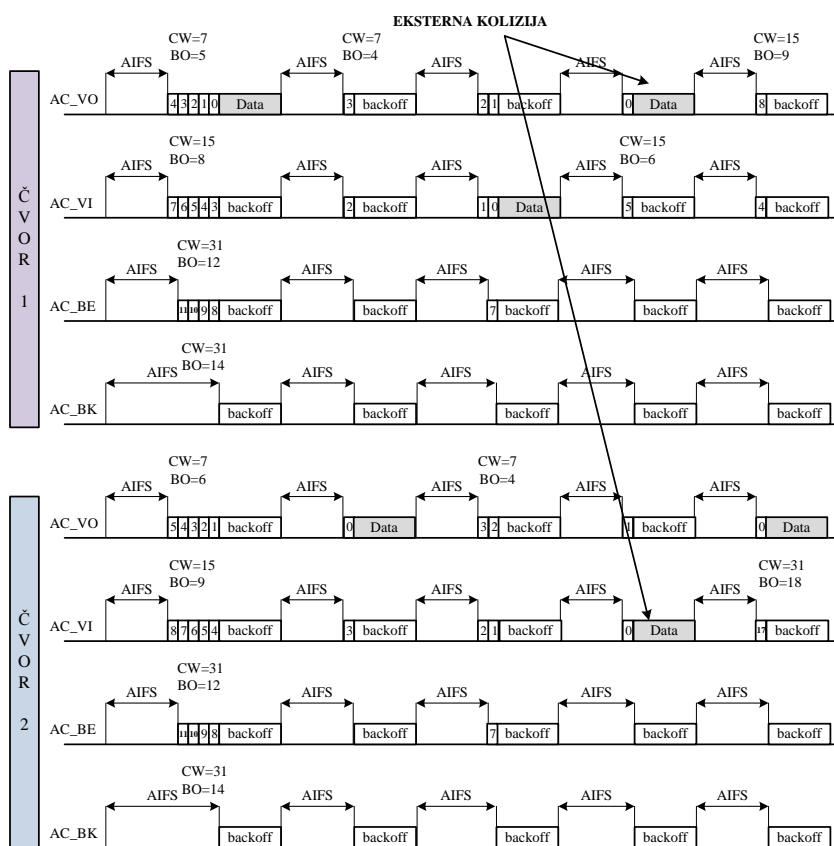 EKSTERNA KOLIZIJA
CW=7
BO=5
CW=7
BO=4
CW=15
BO=9
AIFS AIFS AIFS AIFS AIFS
AC_VO 4 3 2 1 0 Data 3 backoff 2 1 backoff 0 Data 8 backoff
CW=15
BO=8
CW=15
BO=6
AIFS AIFS AIFS AIFS AIFS
AC_VI 7 6 5 4 3 backoff 2 backoff 1 0 Data 5 backoff 4 backoff
CW=31
BO=12
AIFS AIFS AIFS AIFS AIFS
AC_BE 11 10 9 8 backoff backoff 7 backoff backoff backoff
CW=31
BO=14
AIFS AIFS AIFS AIFS AIFS
AC_BK backoff backoff backoff backoff backoff
ČVOR 1
CW=7
BO=6
CW=7
BO=4
AIFS AIFS AIFS AIFS AIFS
AC_VO 5 4 3 2 1 backoff 0 Data 3 2 backoff 1 backoff 0 Data
CW=15
BO=9
CW=31
BO=18
AIFS AIFS AIFS AIFS AIFS
AC_VI 8 7 6 5 4 backoff 3 backoff 2 1 backoff 0 Data 17 backoff
CW=31
BO=12
AIFS AIFS AIFS AIFS AIFS
AC_BE 11 10 9 8 backoff backoff 7 backoff backoff backoff
CW=31
BO=14
AIFS AIFS AIFS AIFS AIFS
AC_BK backoff backoff backoff backoff backoff
ČVOR 2